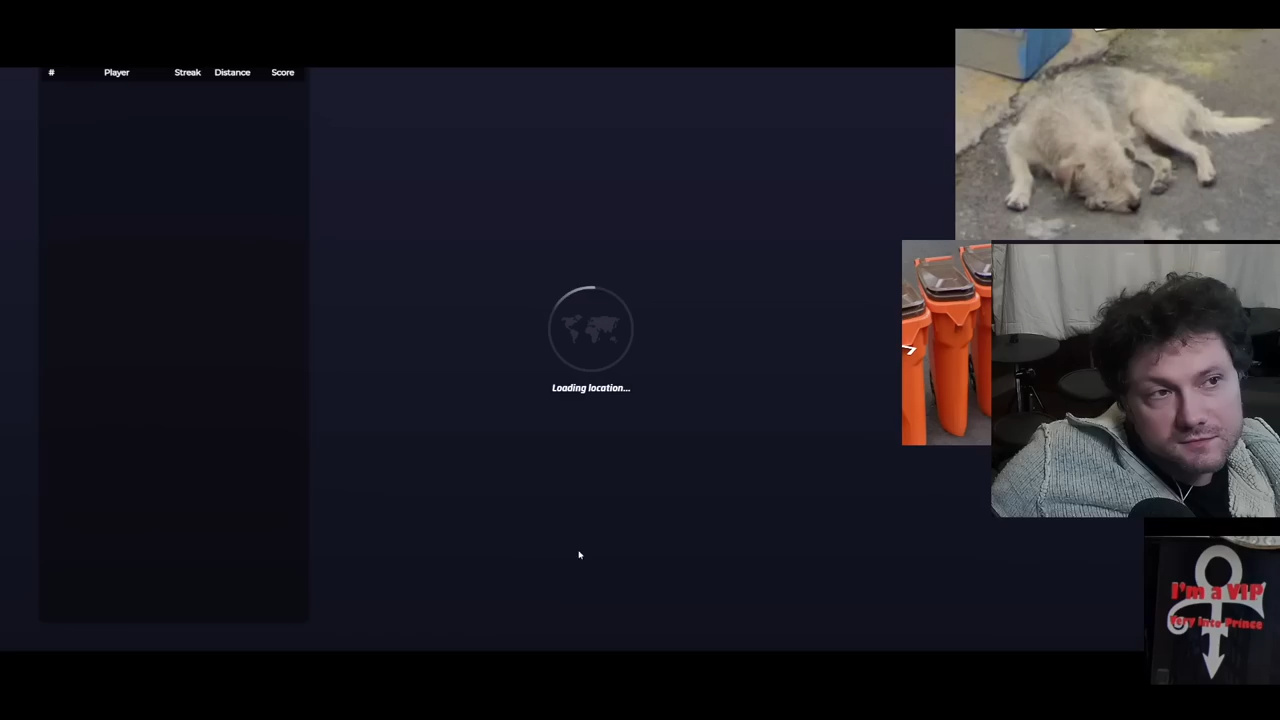 # Player Streak Distance Score
Loading location...
I'm a VIP
Very into Prince